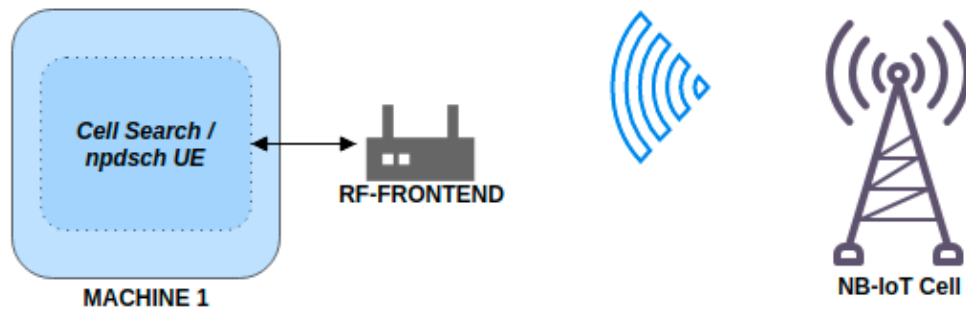 Cell Search /
npdsch UE
RF-FRONTEND
MACHINE 1
NB-IoT Cell